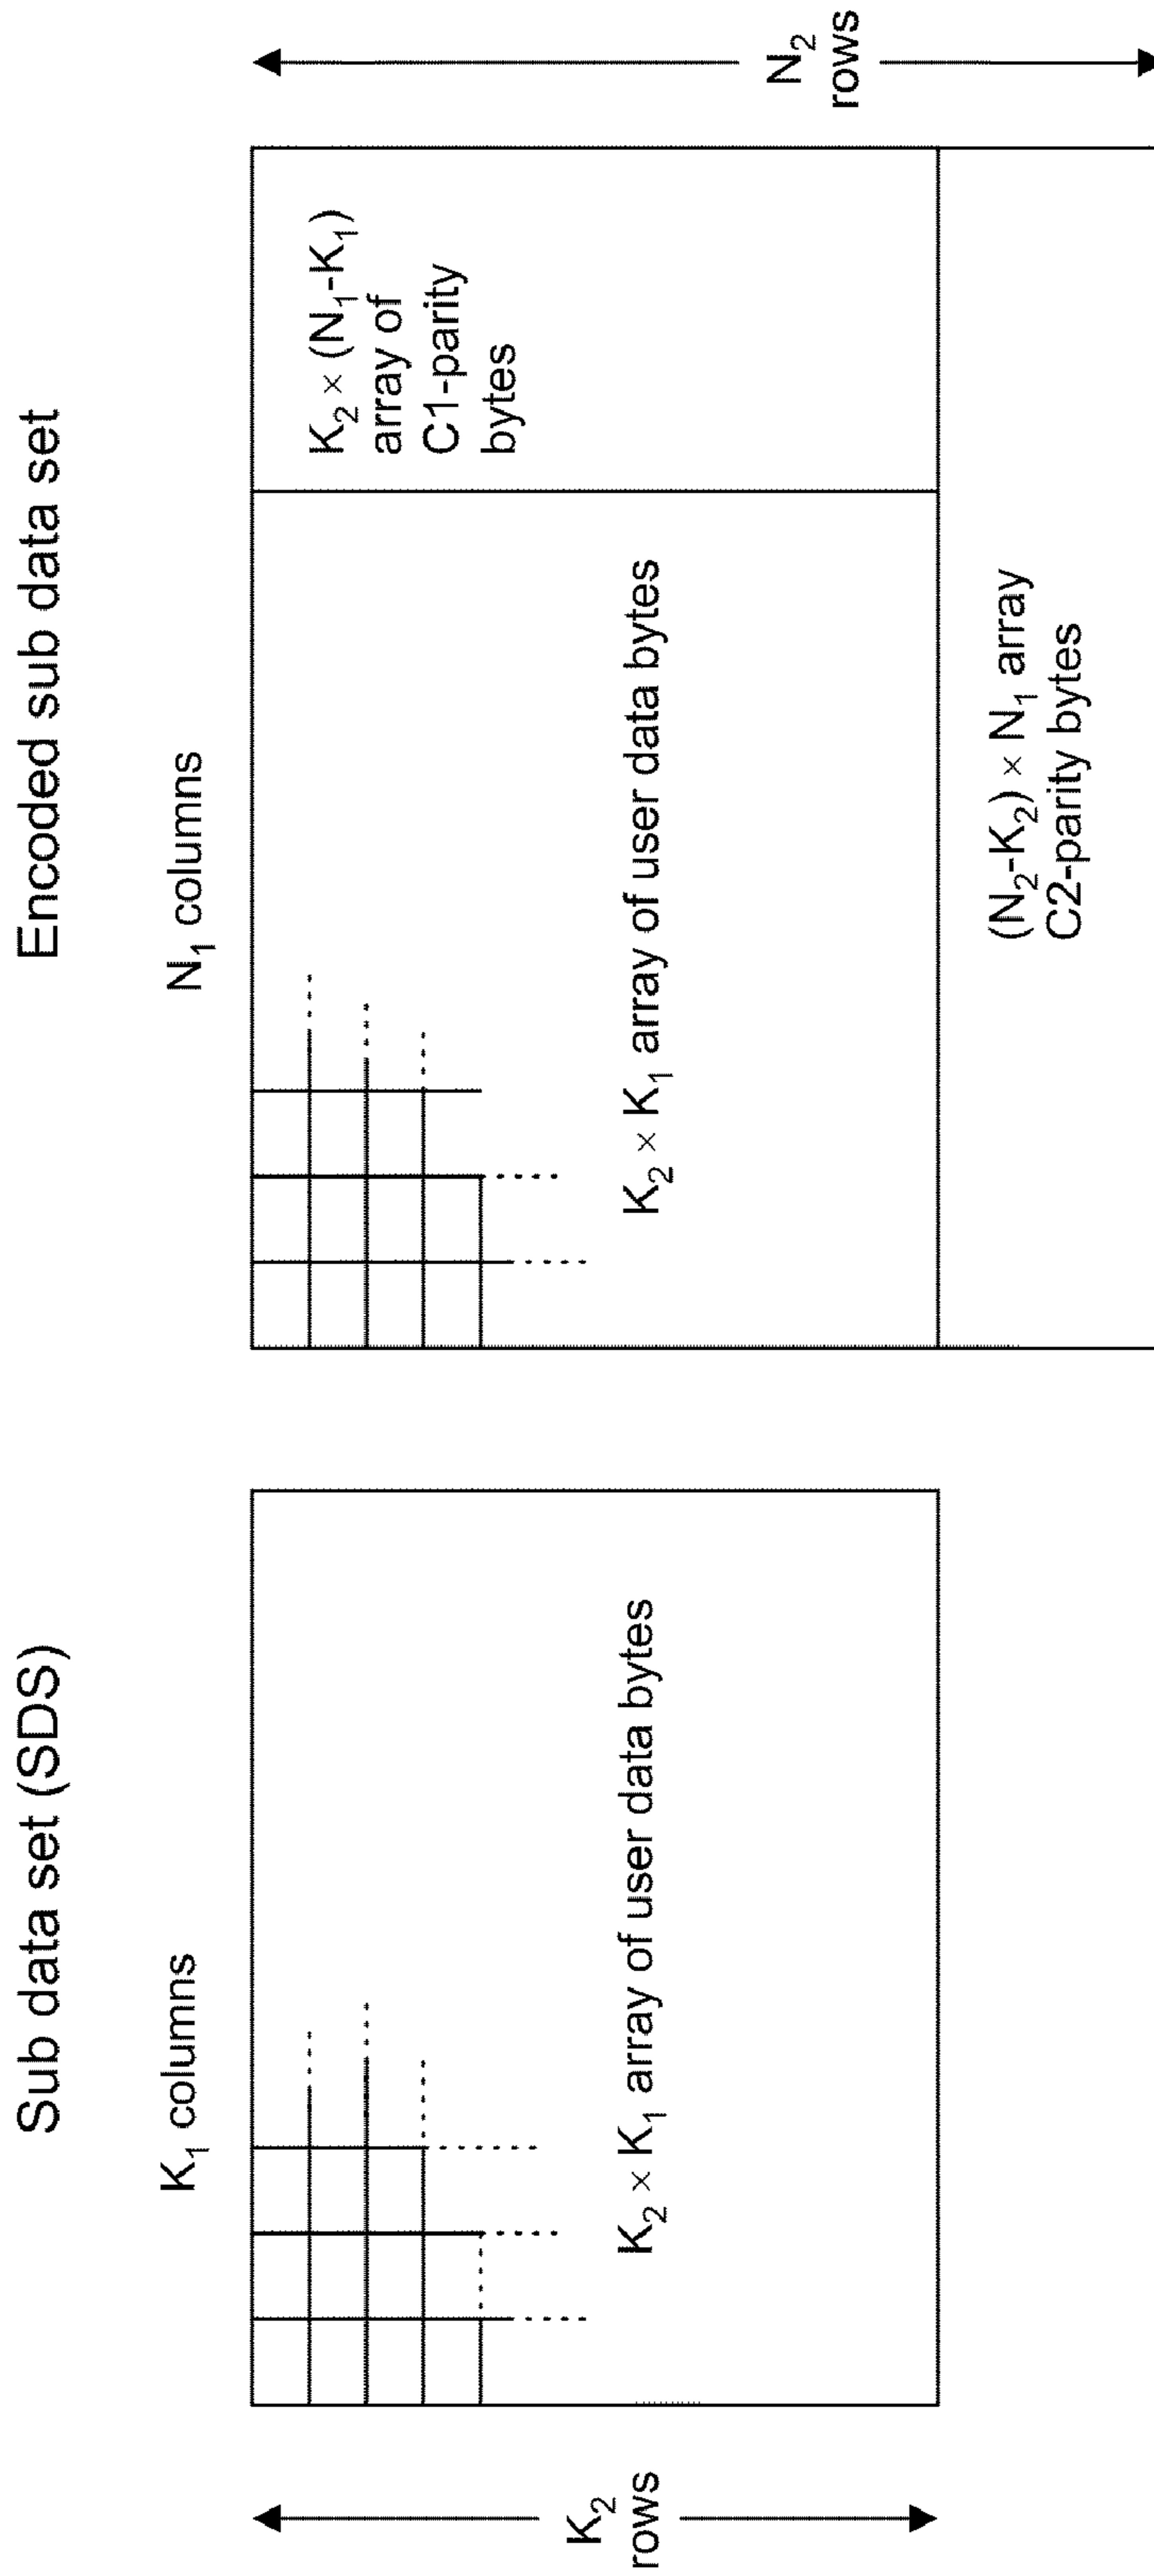 Sub data set (SDS)
K₁ columns
K₂
rows
K₂ × K₁ array of user data bytes
Encoded sub data set
N₁ columns
K₂ × (N₁-K₁)
array of
C1-parity
bytes
K₂ × K₁ array of user data bytes
(N₂-K₂) × N₁ array
C2-parity bytes
N₂
rows